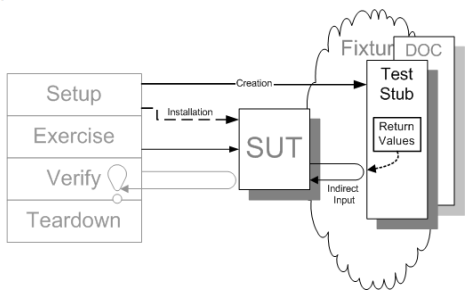 Fixtur
DOC
Setup
Creation
Test
Stub
Installation
Exercise
SUT
Return
Values
Verify
Indirect
Input
Teardown